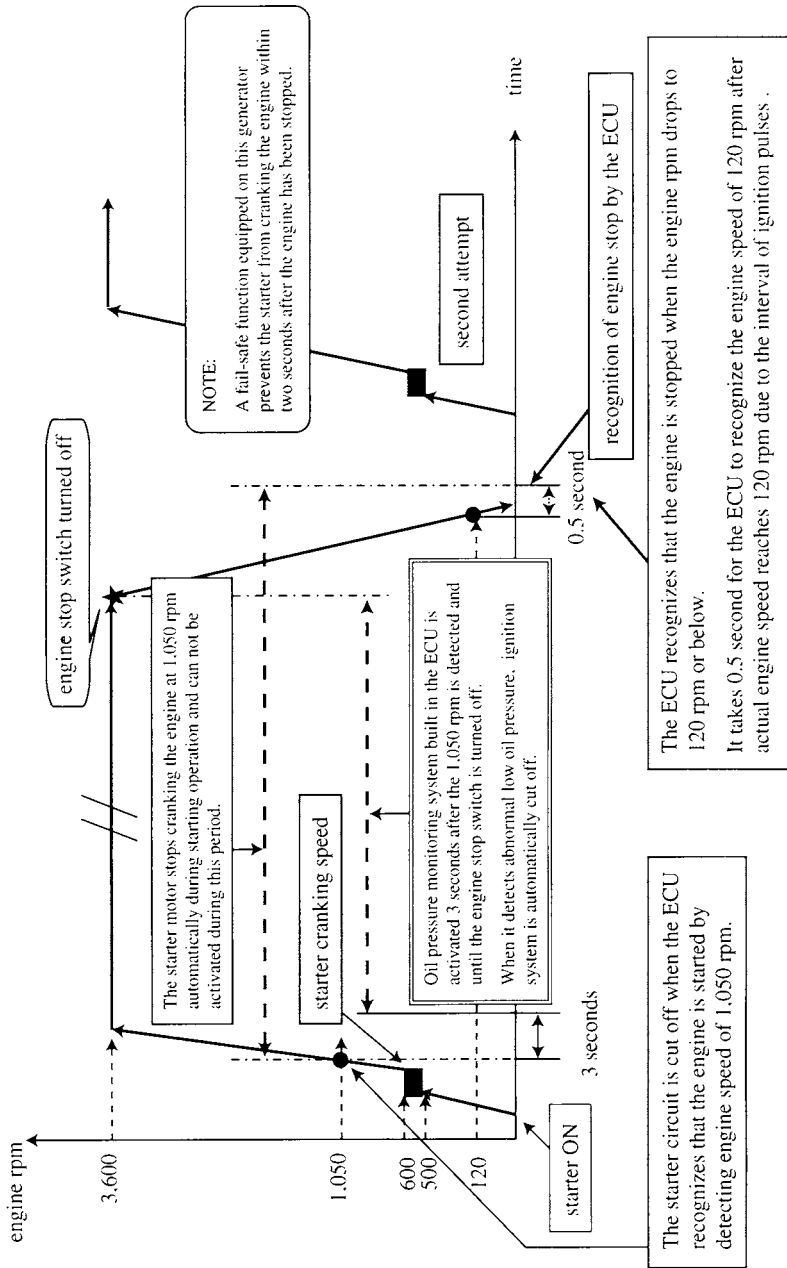 engine rpm
3.600
1.050
600
500
120
engine stop switch turned off
The starter motor stops cranking the engine at 1.050 rpm
automatically during starting operation and can not be
activated during this period.
starter cranking speed
Oil pressure monitoring system built in the ECU is
activated 3 seconds after the 1.050 rpm is detected and
until the engine stop switch is turned off.
When it detects abnormal low oil pressure, ignition
system is automatically cut off.
NOTE:
A fail-safe function equipped on this generator
prevents the starter from cranking the engine within
two seconds after the engine has been stopped.
second attempt
time
starter ON
3 seconds
0.5 second
recognition of engine stop by the ECU
The starter circuit is cut off when the ECU
recognizes that the engine is started by
detecting engine speed of 1.050 rpm.
The ECU recognizes that the engine is stopped when the engine rpm drops to
120 rpm or below.
It takes 0.5 second for the ECU to recognize the engine speed of 120 rpm after
actual engine speed reaches 120 rpm due to the interval of ignition pulses .